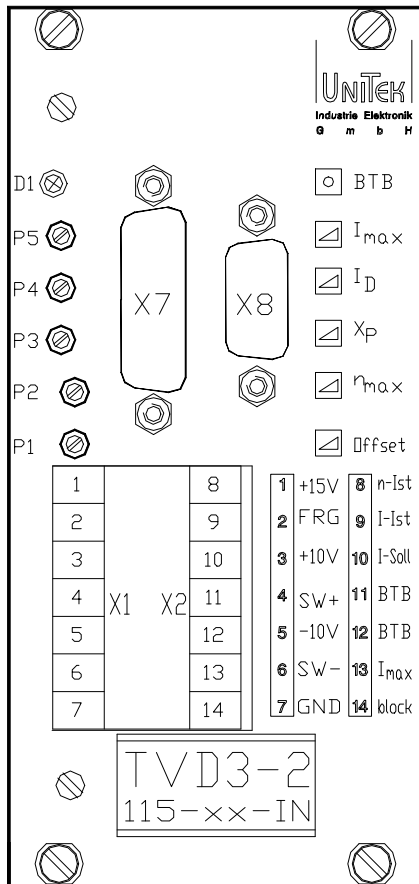 UNITEK
Industrie Elektronik
G m b H
D1 BTB
P5 Imax
P4 ID
P3 XP
P2 nmax
P1 Offset
X7 X8
1 8
2 9
3 10
4 11
5 12
6 13
7 14
X1 X2
1 +15V 8 n-Ist
2 FRG 9 I-Ist
3 +10V 10 I-Soll
4 SW+ 11 BTB
5 -10V 12 BTB
6 SW- 13 Imax
7 GND 14 block
TVD3-2
115-xx-IN